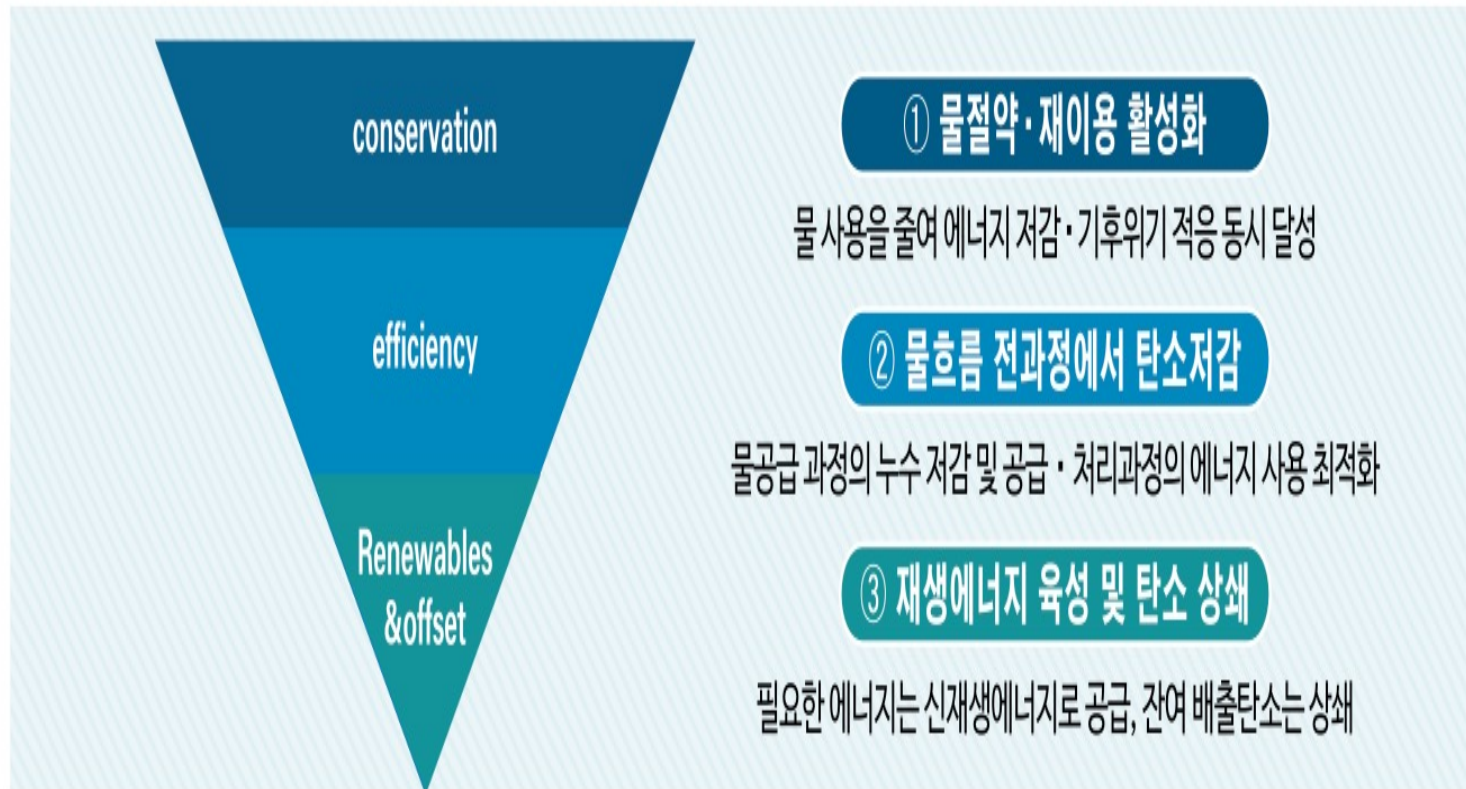 conservation
① 물절약·재이용 활성화
물 사용을 줄여 에너지 저감·기후위기 적응 동시 달성
efficiency
② 물흐름 전과정에서 탄소저감
물공급 과정의 누수 저감 및 공급·처리과정의 에너지 사용 최적화
Renewables
&offset
③ 재생에너지 육성 및 탄소 상쇄
필요한 에너지는 신재생에너지로 공급, 잔여 배출탄소는 상쇄